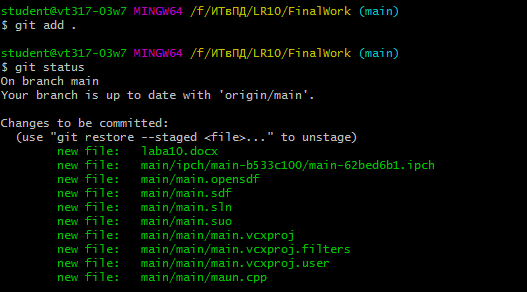 student@vt317-03w7 MINGW64 /f/ИТвПД/LR10/FinalWork (main)
$ git add .
student@vt317-03w7 MINGW64 /f/ИТвПД/LR10/FinalWork (main)
$ git status
On branch main
Your branch is up to date with 'origin/main'.
Changes to be committed:
(use "git restore --staged <file>..." to unstage)
new file: laba10.docx
new file: main/ipch/main-b533c100/main-62bed6b1.ipch
new file: main/main.opensdf
new file: main/main.sdf
new file: main/main.sln
new file: main/main.suo
new file: main/main/main.vcxproj
new file: main/main/main.vcxproj.filters
new file: main/main/main.vcxproj.user
new file: main/main/maun.cpp